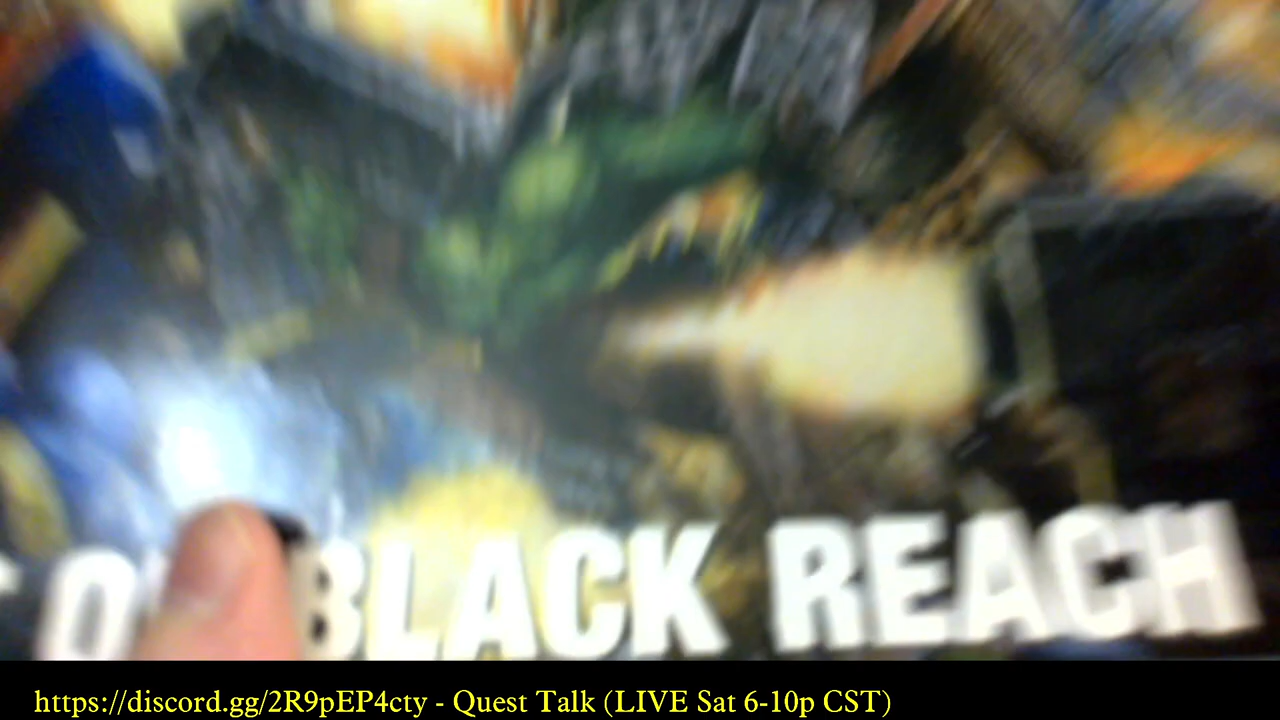 BLACK REACH
https://discord.gg/2R9pEP4cty - Quest Talk (LIVE Sat 6-10p CST)